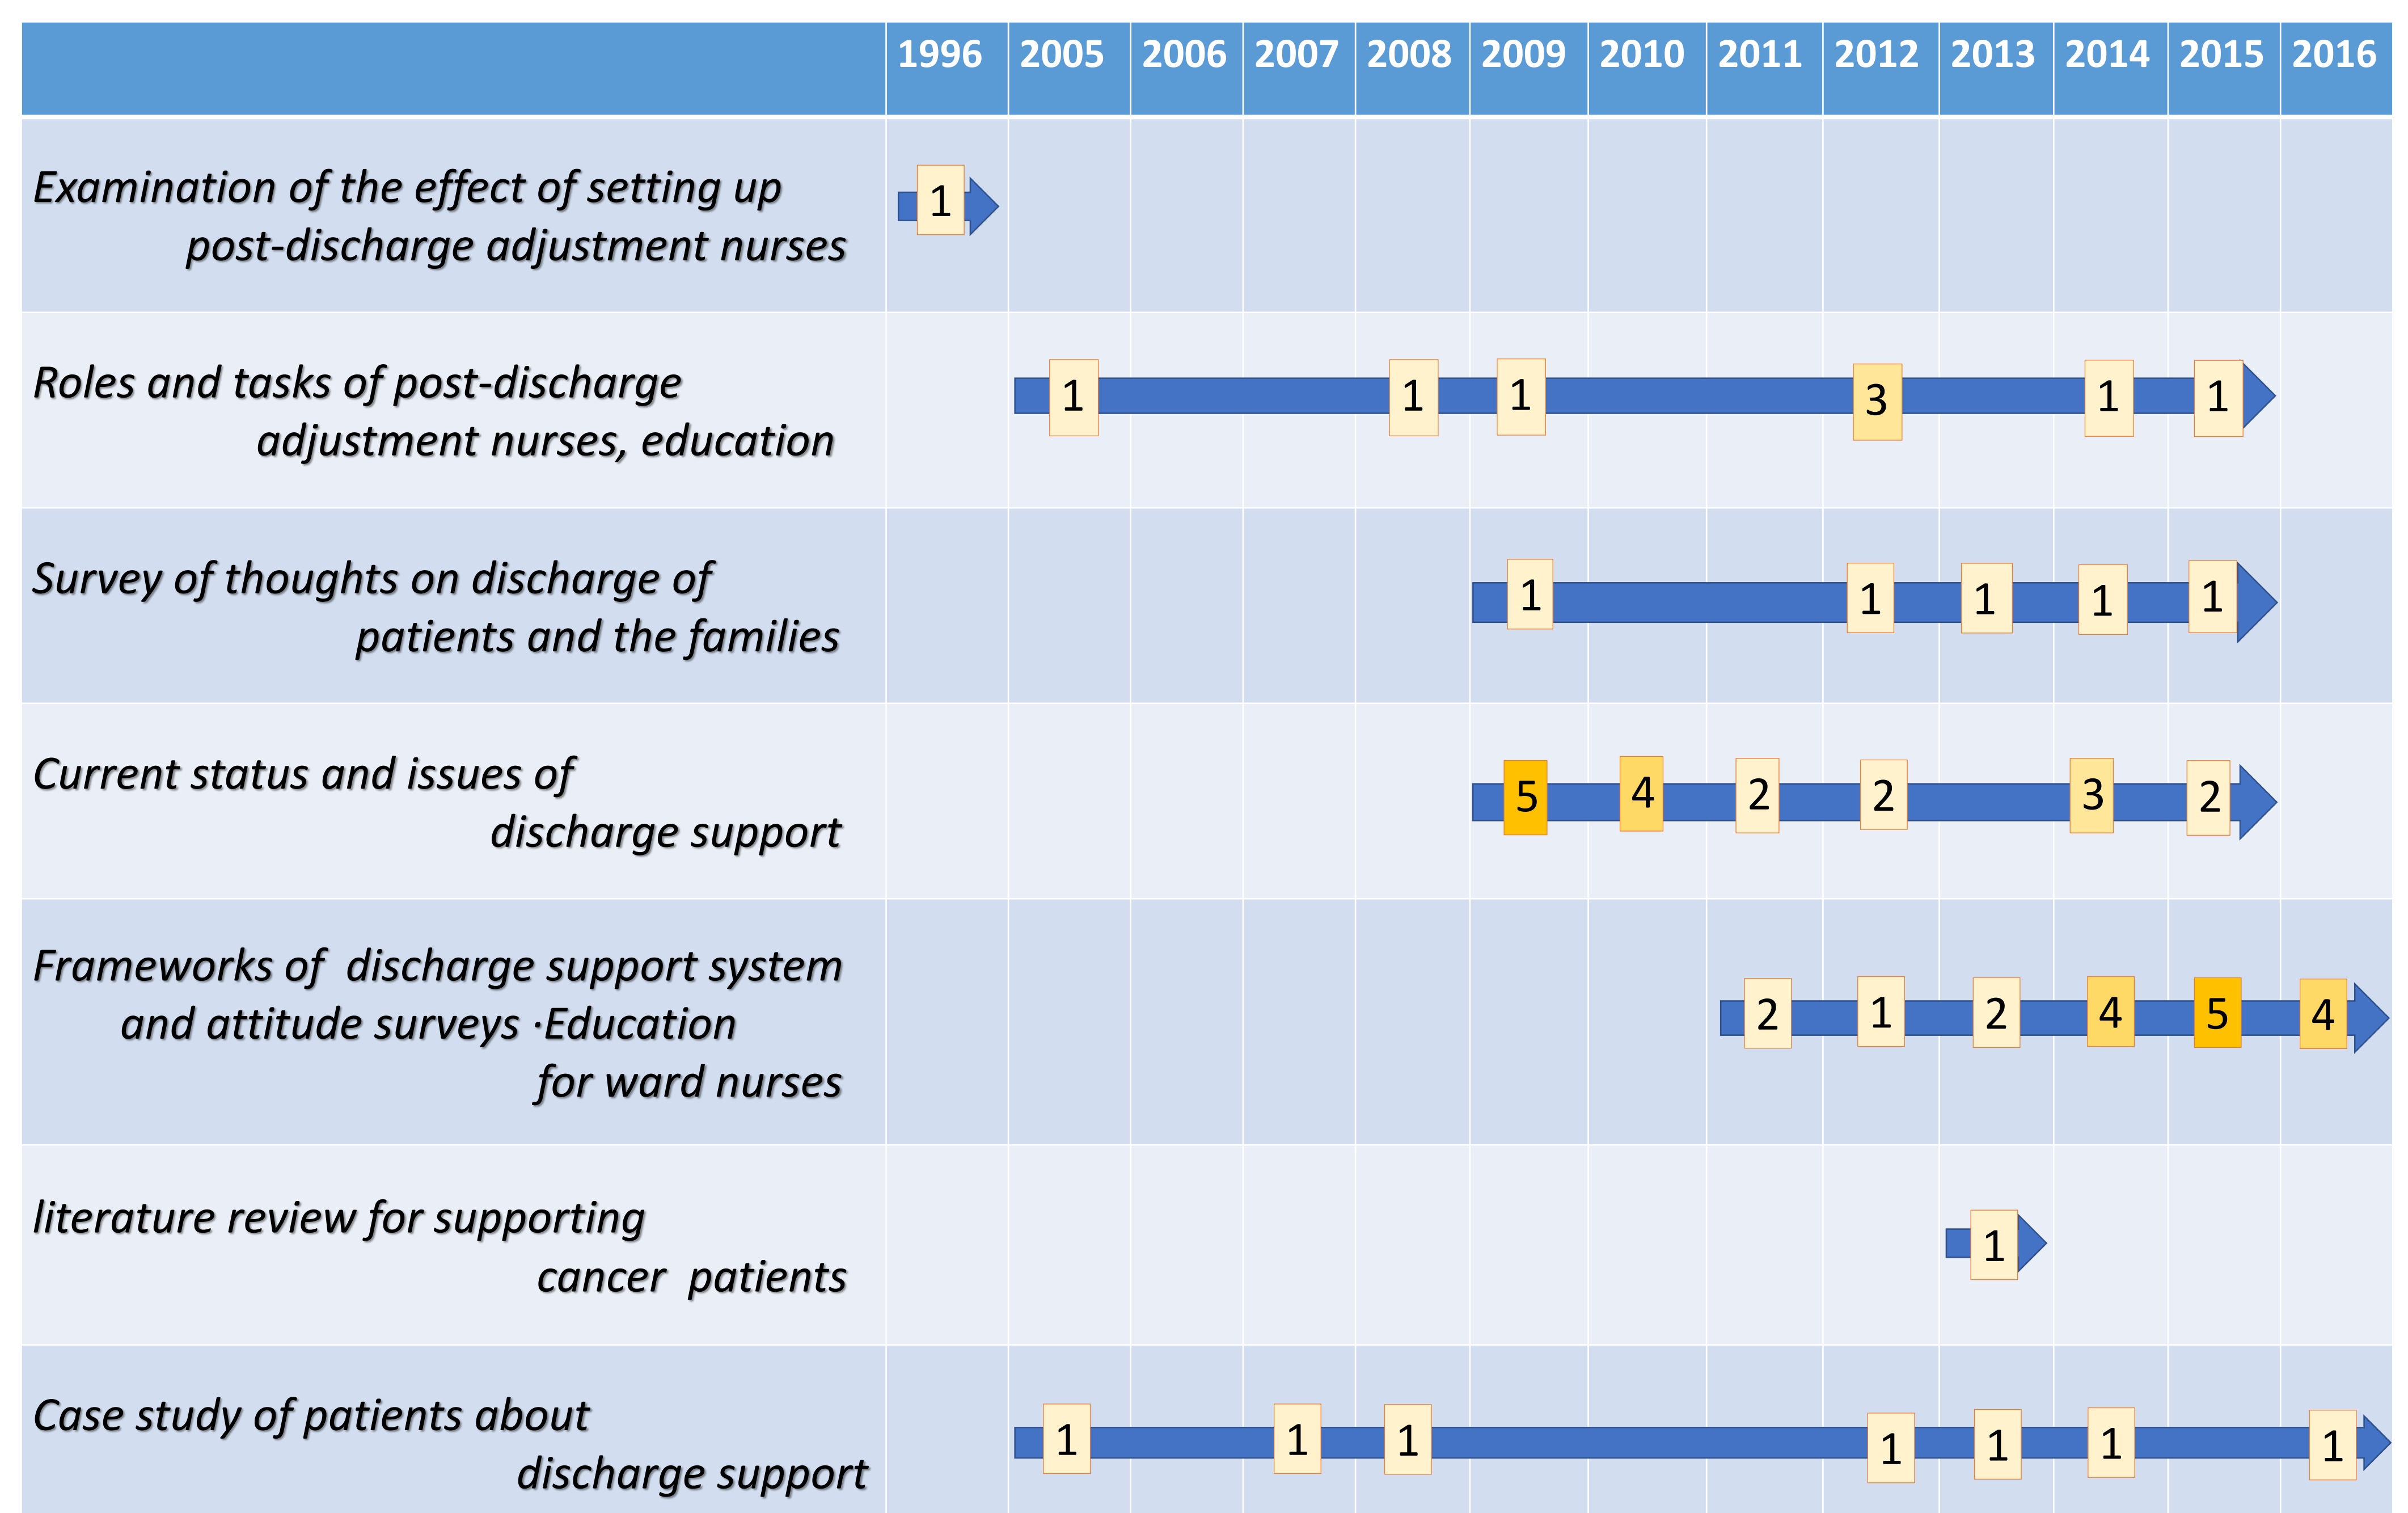 1996 2005 2006 2007 2008 2009 2010 2011 2012 2013 2014 2015 2016
Examination of the effect of setting up
post-discharge adjustment nurses
1
Roles and tasks of post-discharge
adjustment nurses, education
1 1 1 3 1 1
Survey of thoughts on discharge of
patients and the families
1 1 1 1 1
Current status and issues of
discharge support
5 4 2 2 3 2
Frameworks of discharge support system
and attitude surveys ·Education
for ward nurses
2 1 2 4 5 4
literature review for supporting
cancer patients
1
Case study of patients about
discharge support
1 1 1 1 1 1 1